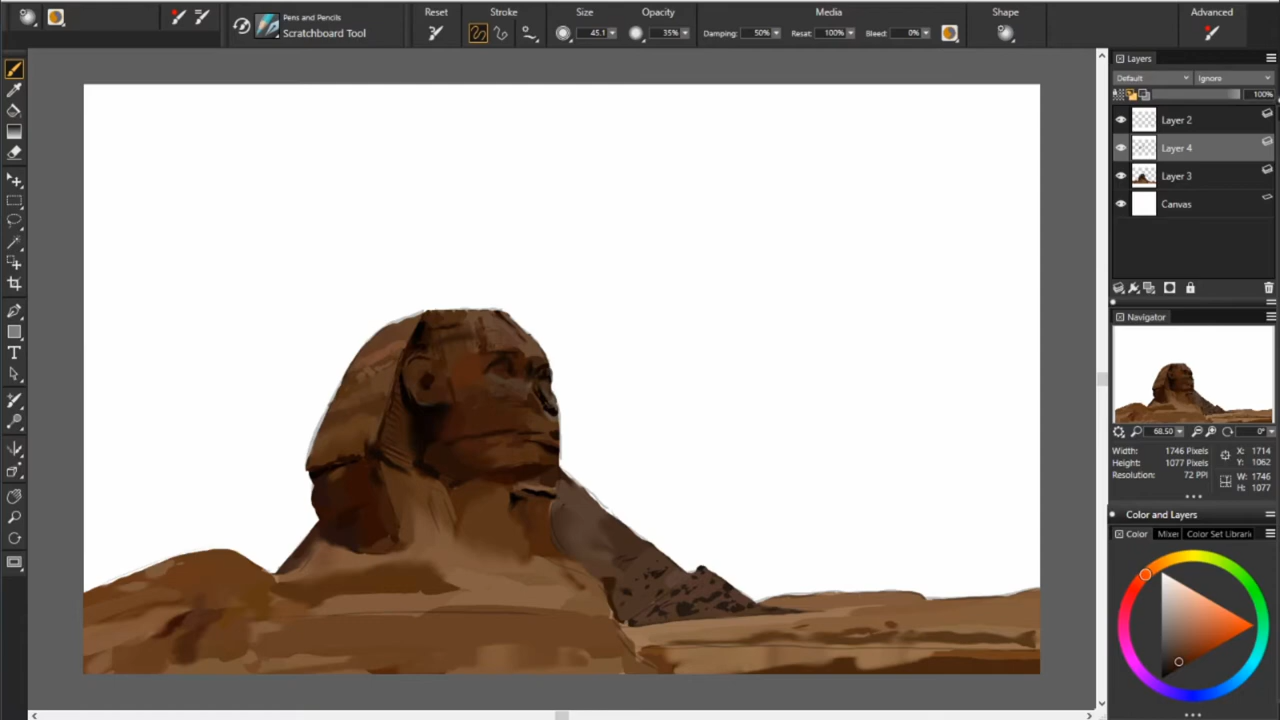 Pens and Pencils
Scratchboard Tool
Reset
Stroke
Size
45.1
Opacity
35%
Media
Damping: 50% Reset: 100% Bleed: 0%
Shape
Advanced
Layers
Default Ignore
100%
Layer 2
Layer 4
Layer 3
Canvas
Navigator
68.50 0°
Width: 1746 Pixels X: 1714
Height: 1077 Pixels Y: 1062
Resolution: 72 PPI W: 1746
H: 1077
Color and Layers
Color Mixer Color Set Librari